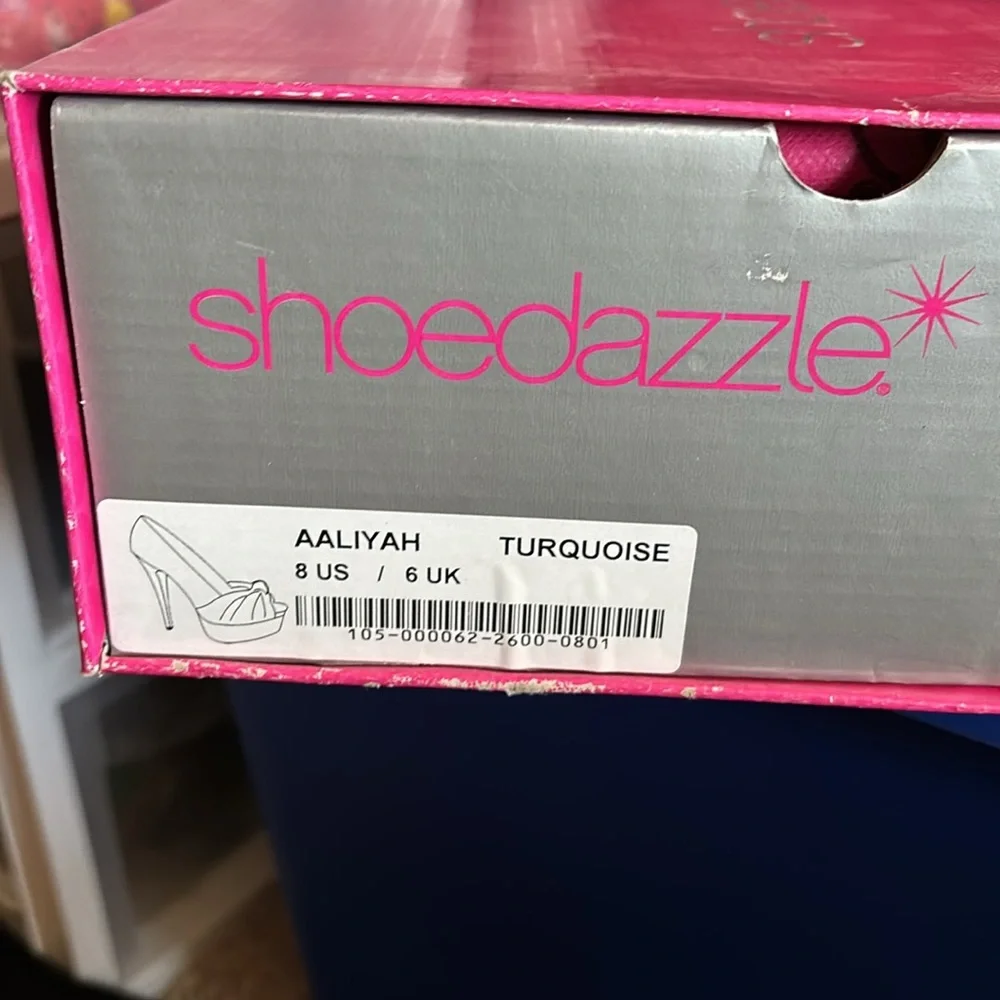 shoedazzle®
AALIYAH TURQUOISE
8 US / 6 UK
105-000062-2600-0801